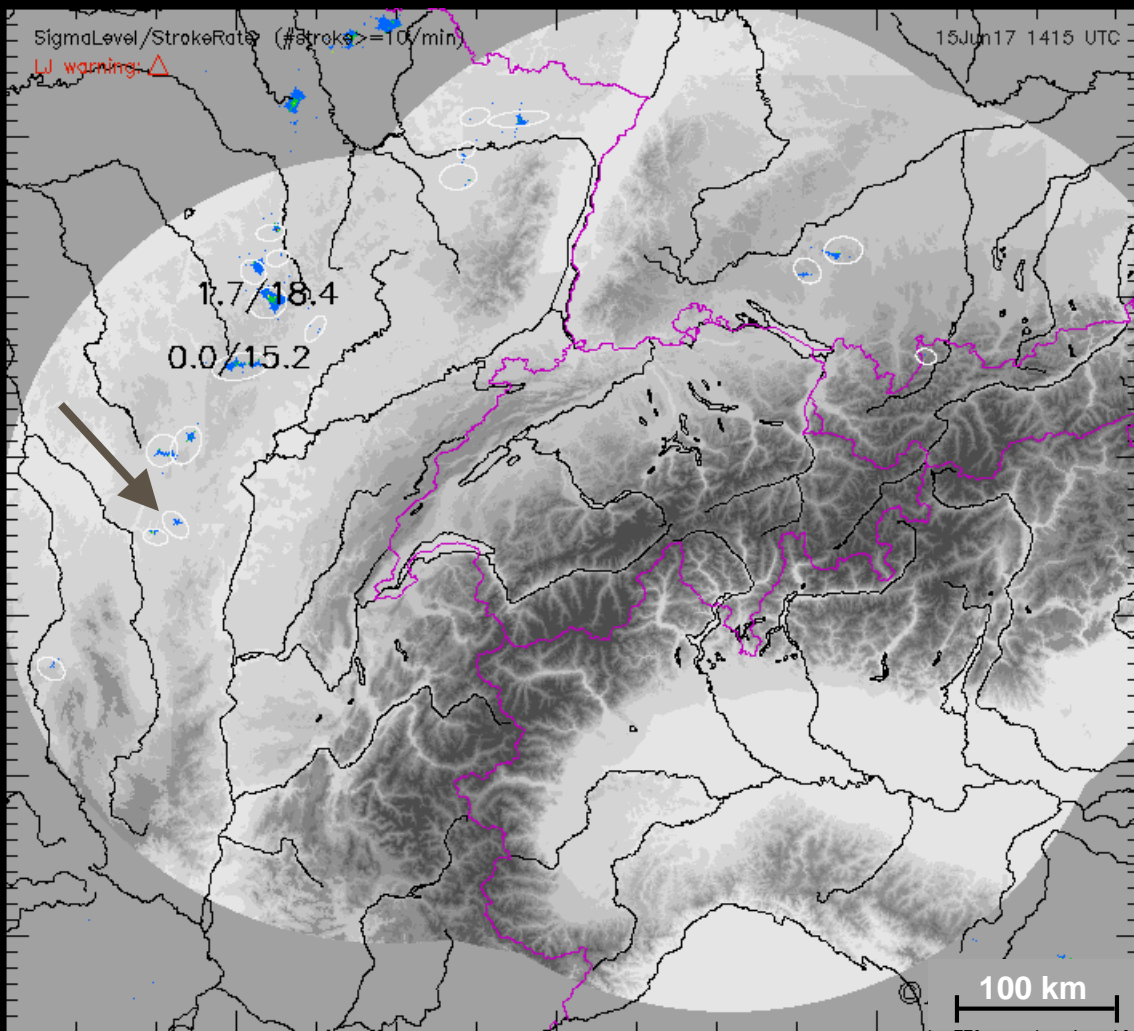 SigmaLevel/StrokeRate (#stroke>=10/min)
15Jun17 1415 UTC
LJ warning: △
1.7/18.4
0.0/15.2
©
100 km